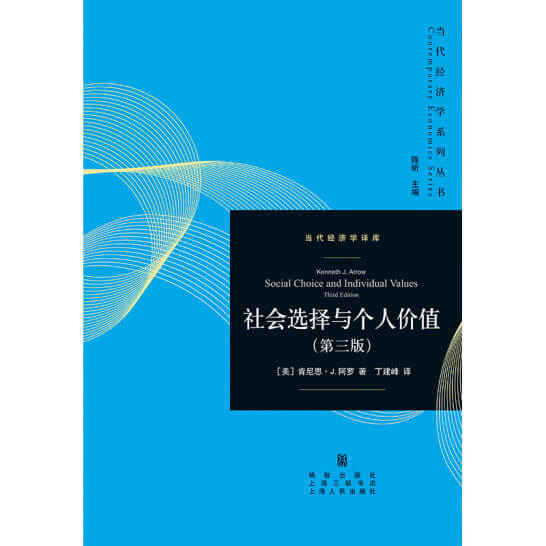 当代经济学系列丛书
Contemporary Economics Series
陈昕 主编
当代经济学译库
Kenneth J. Arrow
Social Choice and Individual Values
Third Edition
社会选择与个人价值
（第三版）
［美］肯尼思·J. 阿罗 著 丁建峰 译
格致出版社
上海三联书店
上海人民出版社